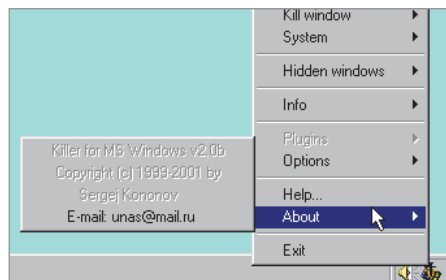 Kill window
System
Hidden windows
Info
Plugins
Options
Help...
About
Exit
Killer for MS Windows v2.0b
Copyright (c) 1999-2001 by
Sergej Kononov
E-mail: unas@mail.ru